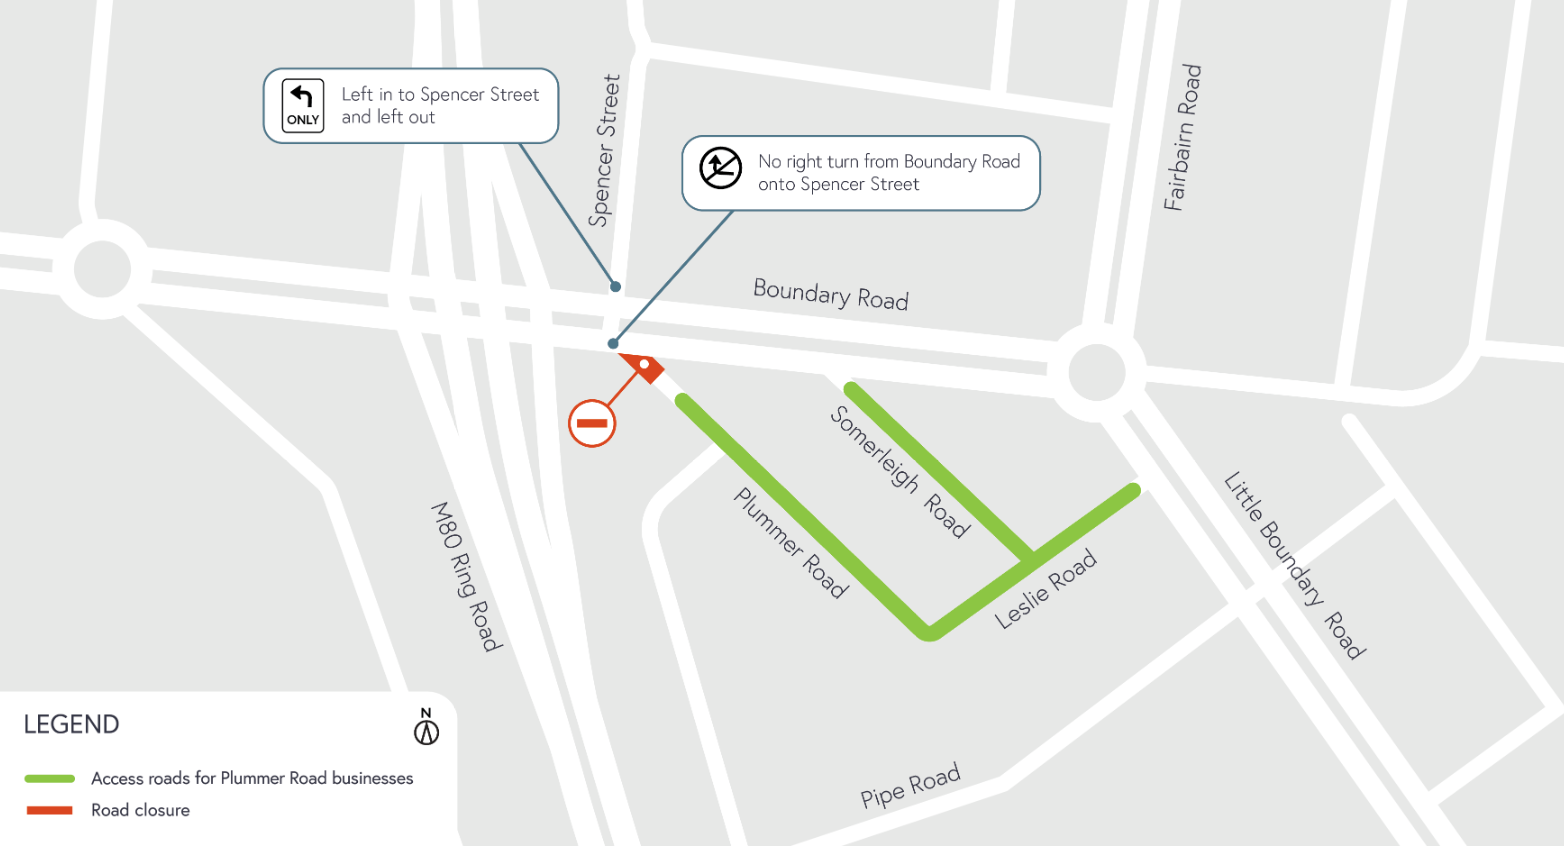 ONLY
Left in to Spencer Street
and left out
Spencer Street
No right turn from Boundary Road
onto Spencer Street
Fairbairn Road
Boundary Road
Somerleigh Road
Plummer Road
Leslie Road
Little Boundary Road
M80 Ring Road
Pipe Road
LEGEND
N
Access roads for Plummer Road businesses
Road closure